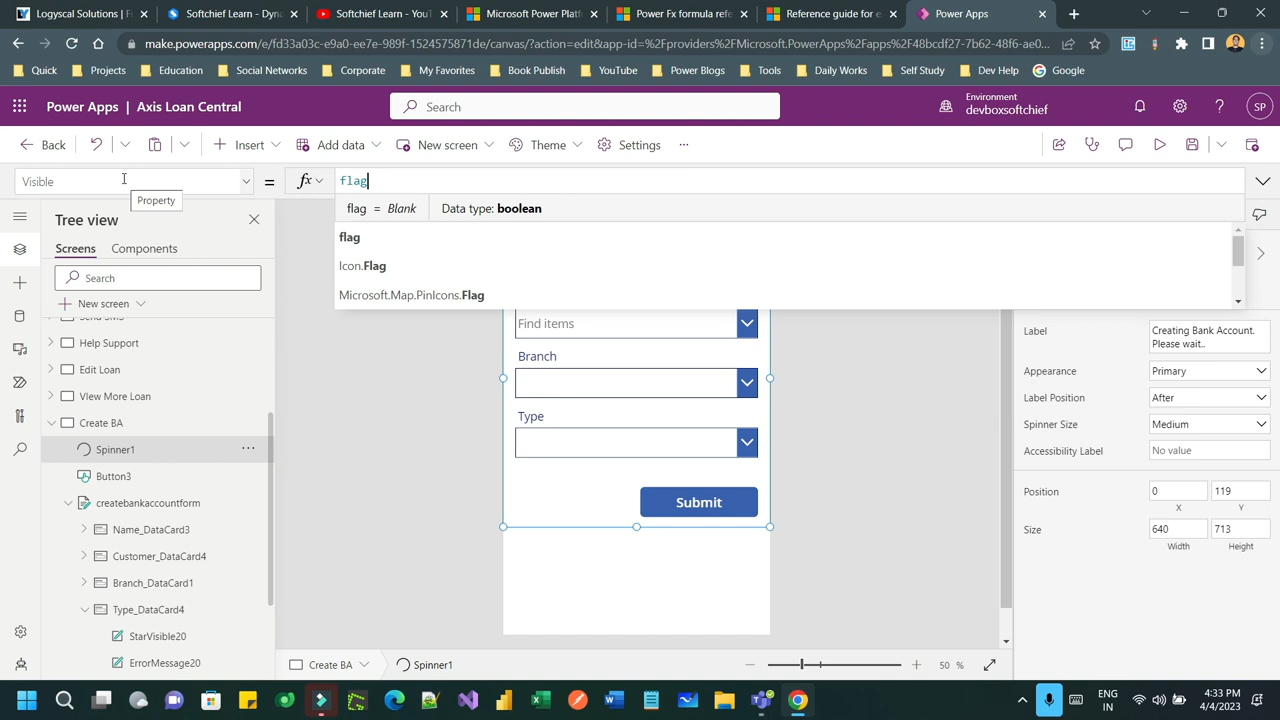 Logyscal Solutions | F
Softchief Learn - Dyna
Softchief Learn - YouT
Microsoft Power Platf
Power Fx formula refe
Reference guide for e
Power Apps
make.powerapps.com/e/fd33a03c-e9a0-ee7e-989f-1524575871de/canvas/?action=edit&app-id=%2Fproviders%2FMicrosoft.PowerApps%2Fapps%2F48bcdf27-7b62-48f6-ae0...
Quick
Projects
Education
Social Networks
Corporate
My Favorites
Book Publish
YouTube
Power Blogs
Tools
Daily Works
Self Study
Dev Help
Google
Power Apps | Axis Loan Central
Search
Environment
devboxsoftchief
SP
Back
Insert
Add data
New screen
Theme
Settings
...
Visible
=
fx
flag
Property
flag = Blank
Data type: boolean
flag
Icon.Flag
Microsoft.Map.PinIcons.Flag
Tree view
Screens
Components
Search
New screen
Send SMS
Help Support
Edit Loan
VIew More Loan
Create BA
Spinner1
...
Button3
createbankaccountform
Name_DataCard3
Customer_DataCard4
Branch_DataCard1
Type_DataCard4
StarVisible20
ErrorMessage20
Find items
Branch
Type
Submit
Label
Creating Bank Account.
Please wait..
Appearance
Primary
Label Position
After
Spinner Size
Medium
Accessibility Label
No value
Position
0
119
X
Y
Size
640
713
Width
Height
Create BA
Spinner1
50 %
ENG
IN
4:33 PM
4/4/2023